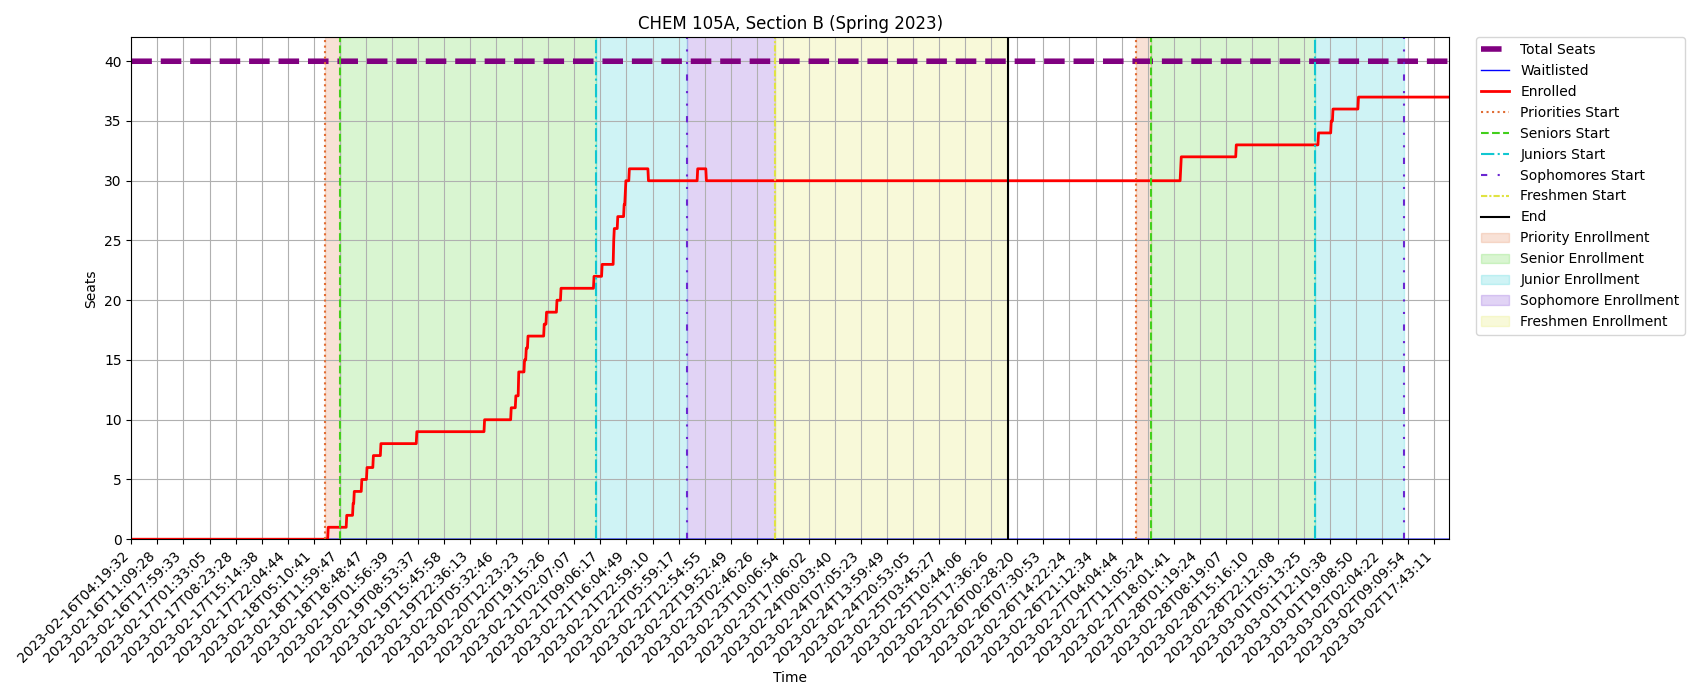 CHEM 105A, Section B (Spring 2023)
Seats
40
35
30
25
20
15
10
5
0
2023-02-16T04:19:32
2023-02-16T11:09:28
2023-02-16T17:59:33
2023-02-17T01:33:05
2023-02-17T08:23:28
2023-02-17T15:14:38
2023-02-17T22:04:44
2023-02-18T05:10:41
2023-02-18T11:59:47
2023-02-18T18:48:47
2023-02-19T01:56:39
2023-02-19T08:53:37
2023-02-19T15:45:58
2023-02-19T22:36:13
2023-02-20T05:32:46
2023-02-20T12:23:23
2023-02-20T19:15:26
2023-02-21T02:07:07
2023-02-21T09:06:17
2023-02-21T16:04:49
2023-02-21T22:59:10
2023-02-22T05:59:17
2023-02-22T12:54:55
2023-02-22T19:52:49
2023-02-23T02:46:26
2023-02-23T10:06:54
2023-02-23T17:06:02
2023-02-24T00:03:40
2023-02-24T07:05:23
2023-02-24T13:59:49
2023-02-24T20:53:05
2023-02-25T03:45:27
2023-02-25T10:44:06
2023-02-25T17:36:26
2023-02-26T00:28:20
2023-02-26T07:30:53
2023-02-26T14:22:24
2023-02-26T21:12:34
2023-02-27T04:04:44
2023-02-27T11:05:24
2023-02-27T18:01:41
2023-02-28T01:19:24
2023-02-28T08:19:07
2023-02-28T15:16:10
2023-02-28T22:12:08
2023-03-01T05:13:25
2023-03-01T12:10:38
2023-03-01T19:08:50
2023-03-02T02:04:22
2023-03-02T09:09:54
2023-03-02T17:43:11
Time
Total Seats
Waitlisted
Enrolled
Priorities Start
Seniors Start
Juniors Start
Sophomores Start
Freshmen Start
End
Priority Enrollment
Senior Enrollment
Junior Enrollment
Sophomore Enrollment
Freshmen Enrollment